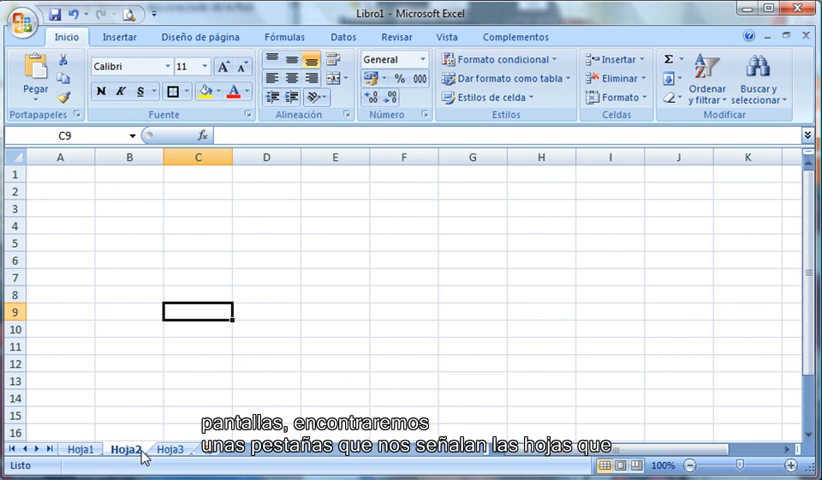 Libro1 - Microsoft Excel
Inicio Insertar Diseño de página Fórmulas Datos Revisar Vista Complementos
Calibri 11 General Formato condicional Insertar Σ
Pegar % 000 Dar formato como tabla Eliminar Ordenar y filtrar Buscar y seleccionar
N K S A Estilos de celda Formato
Portapapeles Fuente Alineación Número Estilos Celdas Modificar
C9 fx
A B C D E F G H I J K
1
2
3
4
5
6
7
8
9
10
11
12
13
14
15
16
pantallas, encontraremos
unas pestañas que nos señalan las hojas que
Hoja1 Hoja2 Hoja3
Listo 100%